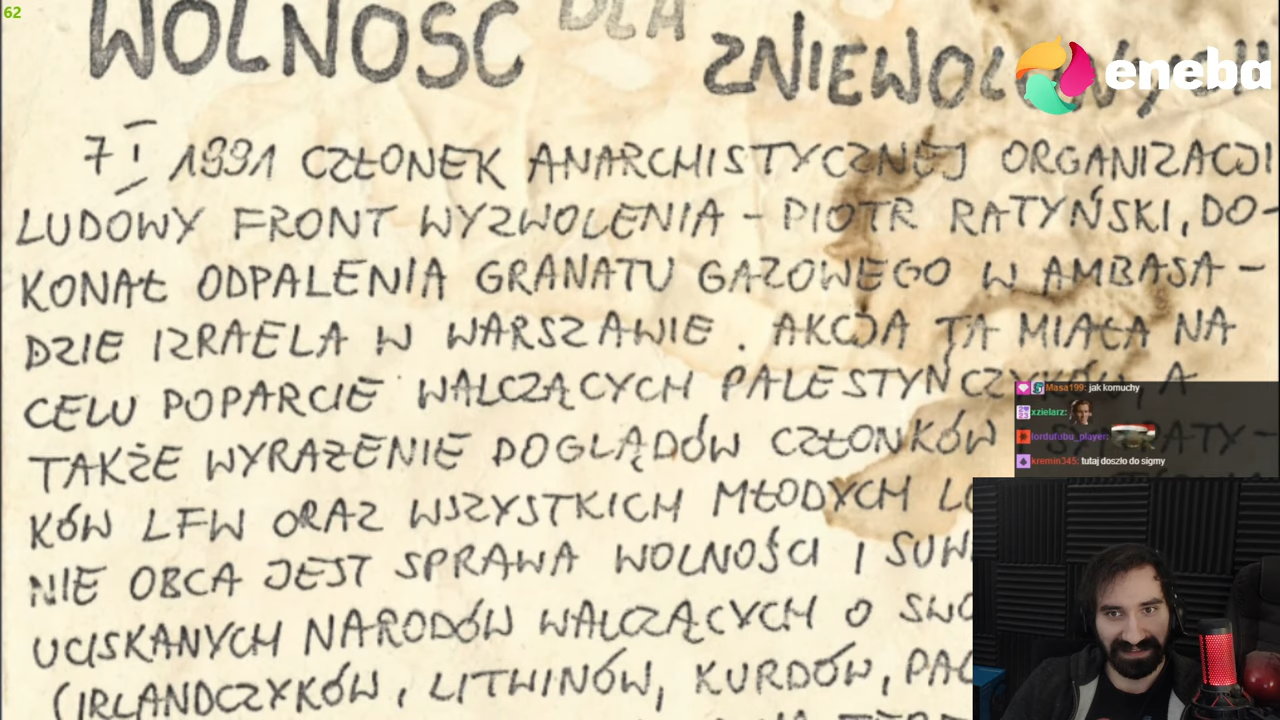 62
WOLNOŚĆ DLA
eneba
7 I 1991 CZŁONEK ANARCHISTYCZNEJ ORGANIZACJI
LUDOWY FRONT WYZWOLENIA - PIOTR RATYŃSKI, DO-
KONAŁ ODPALENIA GRANATU GAZOWEGO W AMBASA-
DZIE IZRAELA W WARSZAWIE. AKCJA TA MIAŁA NA
CELU POPARCIE WALCZĄCYCH PALESTYŃCZYKÓW A
TAKŻE WYRAŻENIE POGLĄDÓW CZŁONKÓW
KÓW LFW ORAZ WSZYSTKICH MŁODYCH
NIE OBCA JEST SPRAWA WOLNOŚCI I
UCISKANYCH NARODÓW WALCZĄCYCH O
(IRLANDCZYKÓW, LITWINÓW, KURDÓW,
Masa199: jak komuchy
xzielarz:
lordutubu_player:
kremin345: tutaj doszło do sigmy